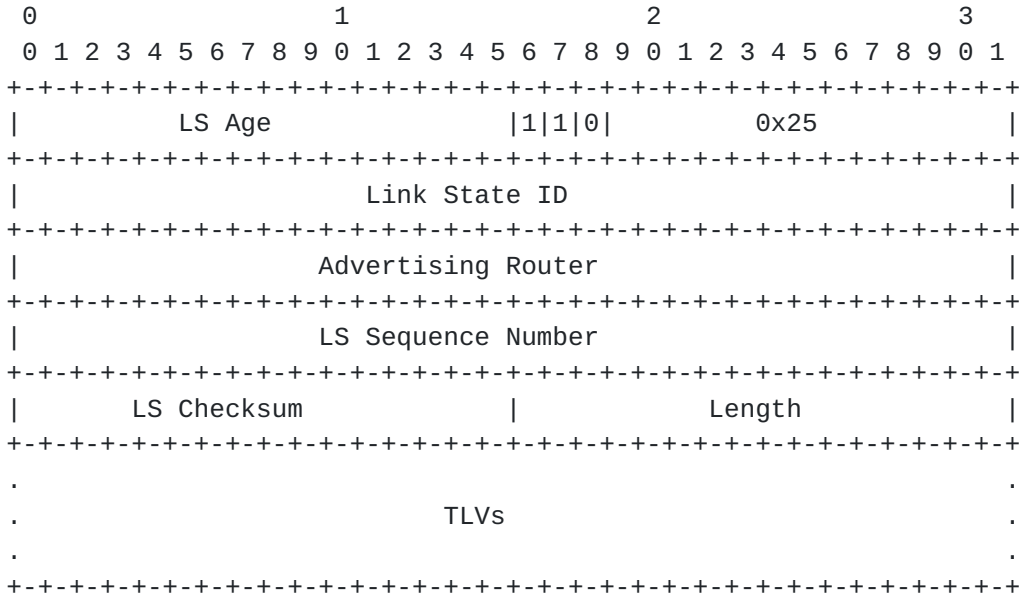 0                   1                   2                   3
 0 1 2 3 4 5 6 7 8 9 0 1 2 3 4 5 6 7 8 9 0 1 2 3 4 5 6 7 8 9 0 1
+-+-+-+-+-+-+-+-+-+-+-+-+-+-+-+-+-+-+-+-+-+-+-+-+-+-+-+-+-+-+-+-+
|          LS Age               |1|1|0|         0x25            |
+-+-+-+-+-+-+-+-+-+-+-+-+-+-+-+-+-+-+-+-+-+-+-+-+-+-+-+-+-+-+-+-+
|                      Link State ID                            |
+-+-+-+-+-+-+-+-+-+-+-+-+-+-+-+-+-+-+-+-+-+-+-+-+-+-+-+-+-+-+-+-+
|                   Advertising Router                          |
+-+-+-+-+-+-+-+-+-+-+-+-+-+-+-+-+-+-+-+-+-+-+-+-+-+-+-+-+-+-+-+-+
|                   LS Sequence Number                          |
+-+-+-+-+-+-+-+-+-+-+-+-+-+-+-+-+-+-+-+-+-+-+-+-+-+-+-+-+-+-+-+-+
|       LS Checksum             |            Length             |
+-+-+-+-+-+-+-+-+-+-+-+-+-+-+-+-+-+-+-+-+-+-+-+-+-+-+-+-+-+-+-+-+
.                                                               .
.                           TLVs                                .
.                                                               .
+-+-+-+-+-+-+-+-+-+-+-+-+-+-+-+-+-+-+-+-+-+-+-+-+-+-+-+-+-+-+-+-+